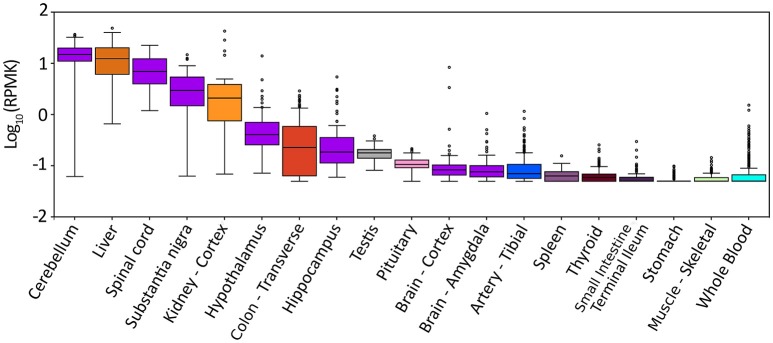 Log10(RPMK)
2
1
-0
-1
-2
Cerebellum
Liver
Spinal cord
Substantia nigra
Kidney - Cortex
Hypothalamus
Colon - Transverse
Hippocampus
Testis
Pituitary
Brain - Cortex
Brain - Amygdala
Artery - Tibial
Spleen
Thyroid
Small Intestine
Terminal Ileum
Stomach
Muscle - Skeletal
Whole Blood